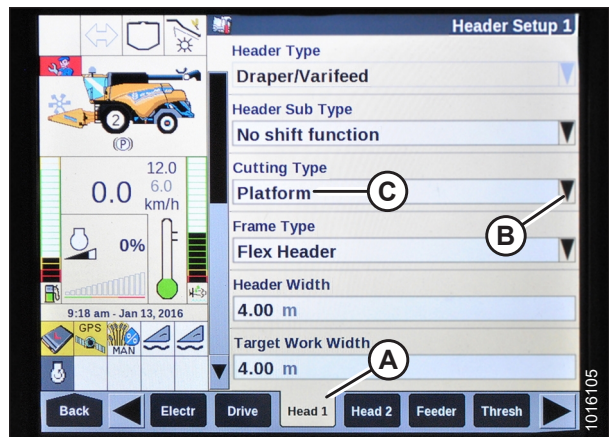 Header Setup 1
Header Type
Draper/Varifeed
Header Sub Type
No shift function
Cutting Type
Platform
C
B
Frame Type
Flex Header
Header Width
4.00 m
Target Work Width
4.00 m
A
2
(P)
12.0
0.0 6.0
km/h
0%
9:18 am - Jan 13, 2016
GPS
%
MAN
Back Electr Drive Head 1 Head 2 Feeder Thresh
1016105